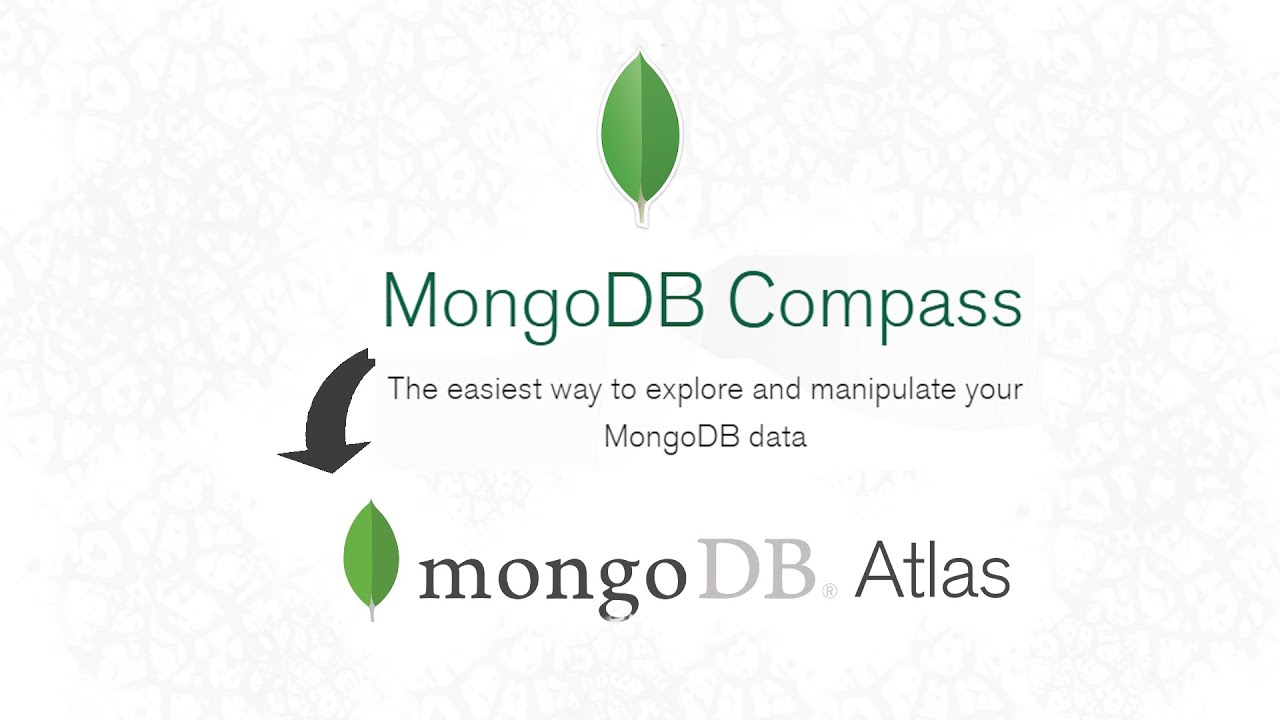 MongoDB Compass
The easiest way to explore and manipulate your
MongoDB data
mongoDB® Atlas